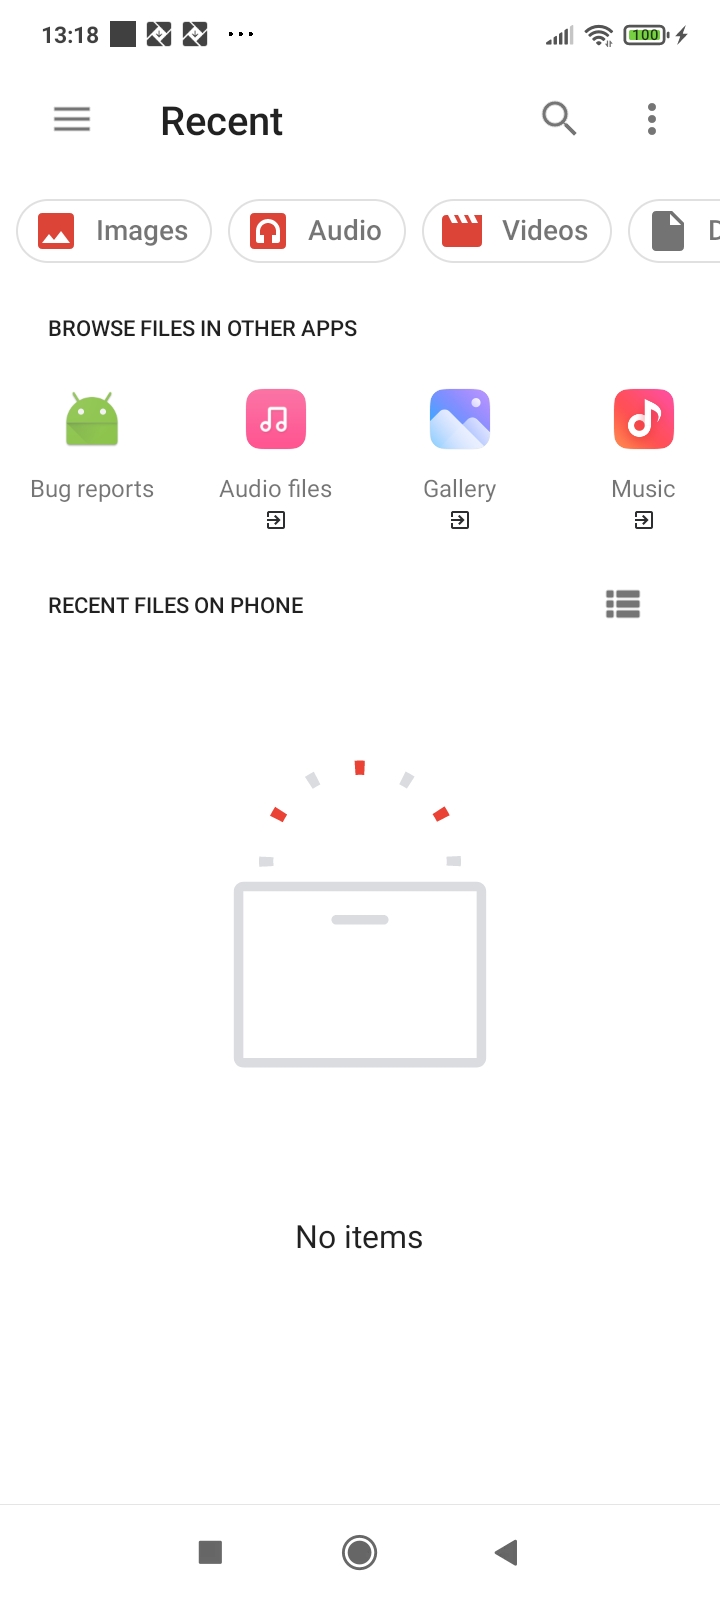 13:18
100
Recent
Images
Audio
Videos
BROWSE FILES IN OTHER APPS
Bug reports
Audio files
Gallery
Music
RECENT FILES ON PHONE
No items